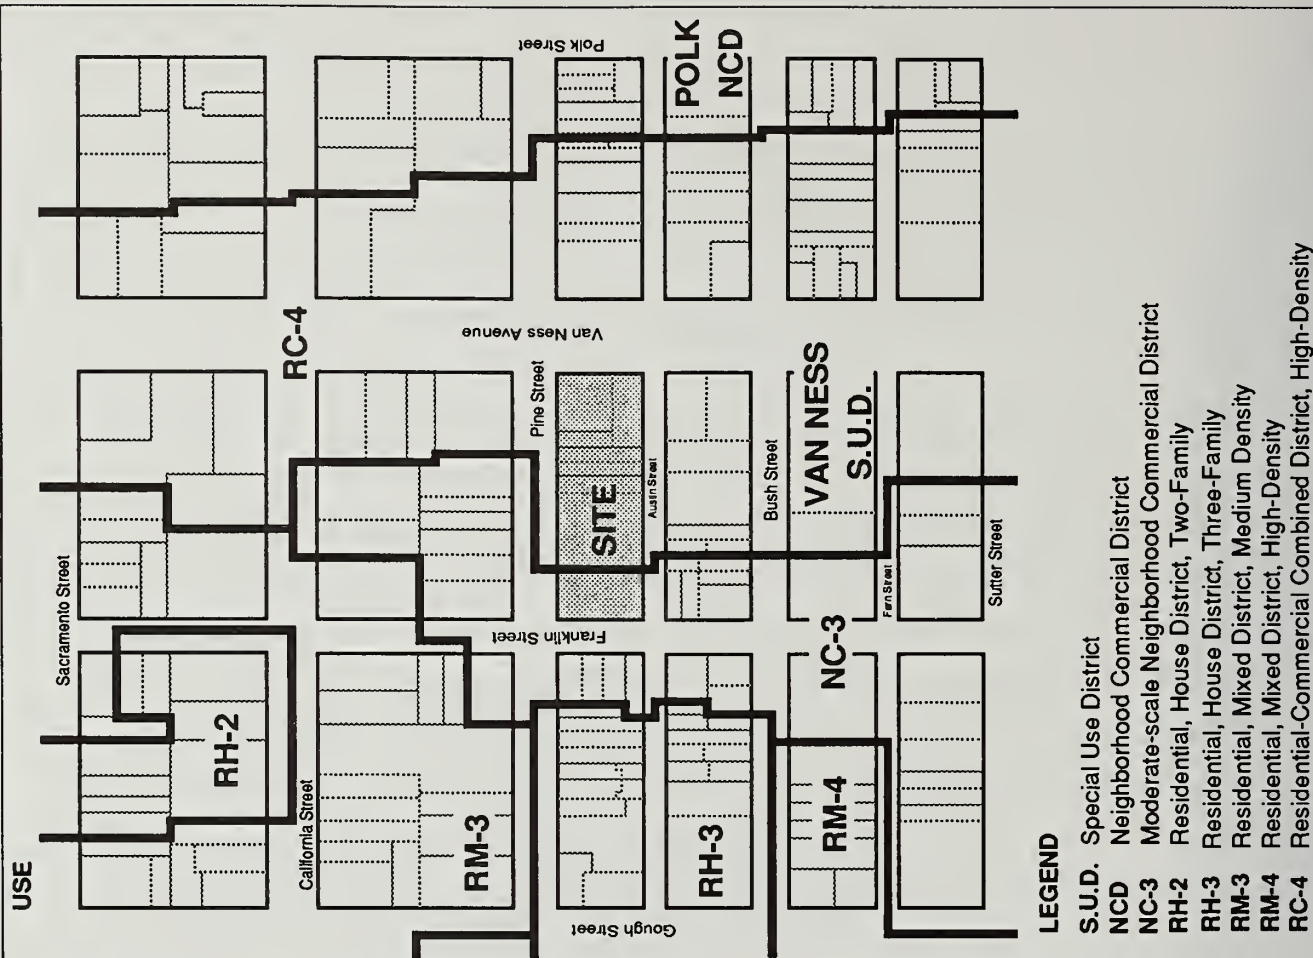 USE
Sacramento Street
California Street
Gough Street
Franklin Street
Van Ness Avenue
Polk Street
Pine Street
Austin Street
Bush Street
Fern Street
Sutter Street
RH-2
RM-3
RH-3
RM-4
NC-3
RC-4
SITE
VAN NESS
S.U.D.
POLK
NCD
LEGEND
S.U.D. Special Use District
NCD Neighborhood Commercial District
NC-3 Moderate-scale Neighborhood Commercial District
RH-2 Residential, House District, Two-Family
RH-3 Residential, House District, Three-Family
RM-3 Residential, Mixed District, Medium Density
RM-4 Residential, Mixed District, High-Density
RC-4 Residential-Commercial Combined District, High-Density